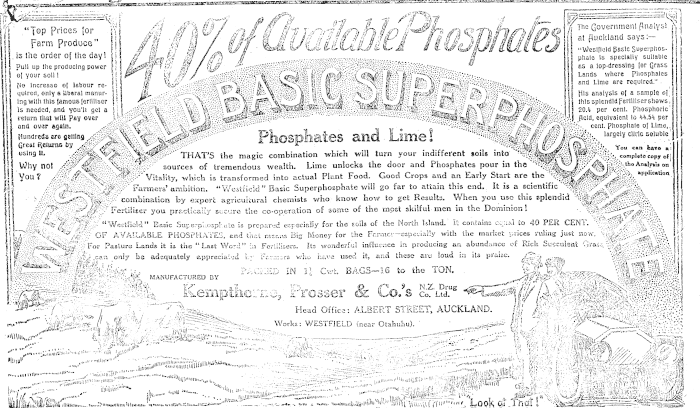 "Top Prices for
Farm Produce"
is the order of the day!
Pull up the producing power
of your soil!
No increase of labour re-
quired, only a liberal manur-
ing with this famous fertiliser
is needed, and you'll get a
return that will Pay over
and over again.
Hundreds are getting
Great Returns by
using it.
Why not
You?
40% of Available Phosphates
WESTFIELD BASIC SUPERPHOSPHATE
The Government Analyst
at Auckland says:—
"Westfield Basic Superphos-
phate is specially suitable
as a top-dressing for Grass
Lands where Phosphates
and Lime are required."
His analysis of a sample of
this splendid Fertiliser shows
20.4 per cent. Phosphoric
Acid, equivalent to 44.54 per
cent. Phosphate of Lime,
largely citric soluble
You can have a
complete copy of
the Analysis on
application
Phosphates and Lime!
THAT'S the magic combination which will turn your indifferent soils into
sources of tremendous wealth. Lime unlocks the door and Phosphates pour in the
Vitality, which is transformed into actual Plant Food. Good Crops and an Early Start are the
Farmers' ambition. "Westfield" Basic Superphosphate will go far to attain this end. It is a scientific
combination by expert agricultural chemists who know how to get Results. When you use this splendid
Fertiliser you practically secure the co-operation of some of the most skilful men in the Dominion!
"Westfield" Basic Superphosphate is prepared especially for the soils of the North Island. It contains equal to 40 PER CENT.
OF AVAILABLE PHOSPHATES, and that means Big Money for the Farmer—especially with the market prices ruling just now.
For Pasture Lands it is the "Last Word" in Fertilisers. Its wonderful influence in producing an abundance of Rich Succulent Grass
can only be adequately appreciated by Farmers who have used it, and these are loud in its praise.
PACKED IN 1¼ Cwt. BAGS—16 to the TON.
MANUFACTURED BY
Kempthorne, Prosser & Co.'s N.Z. Drug Co. Ltd.
Head Office: ALBERT STREET, AUCKLAND.
Works: WESTFIELD (near Otahuhu).
Look at That!"